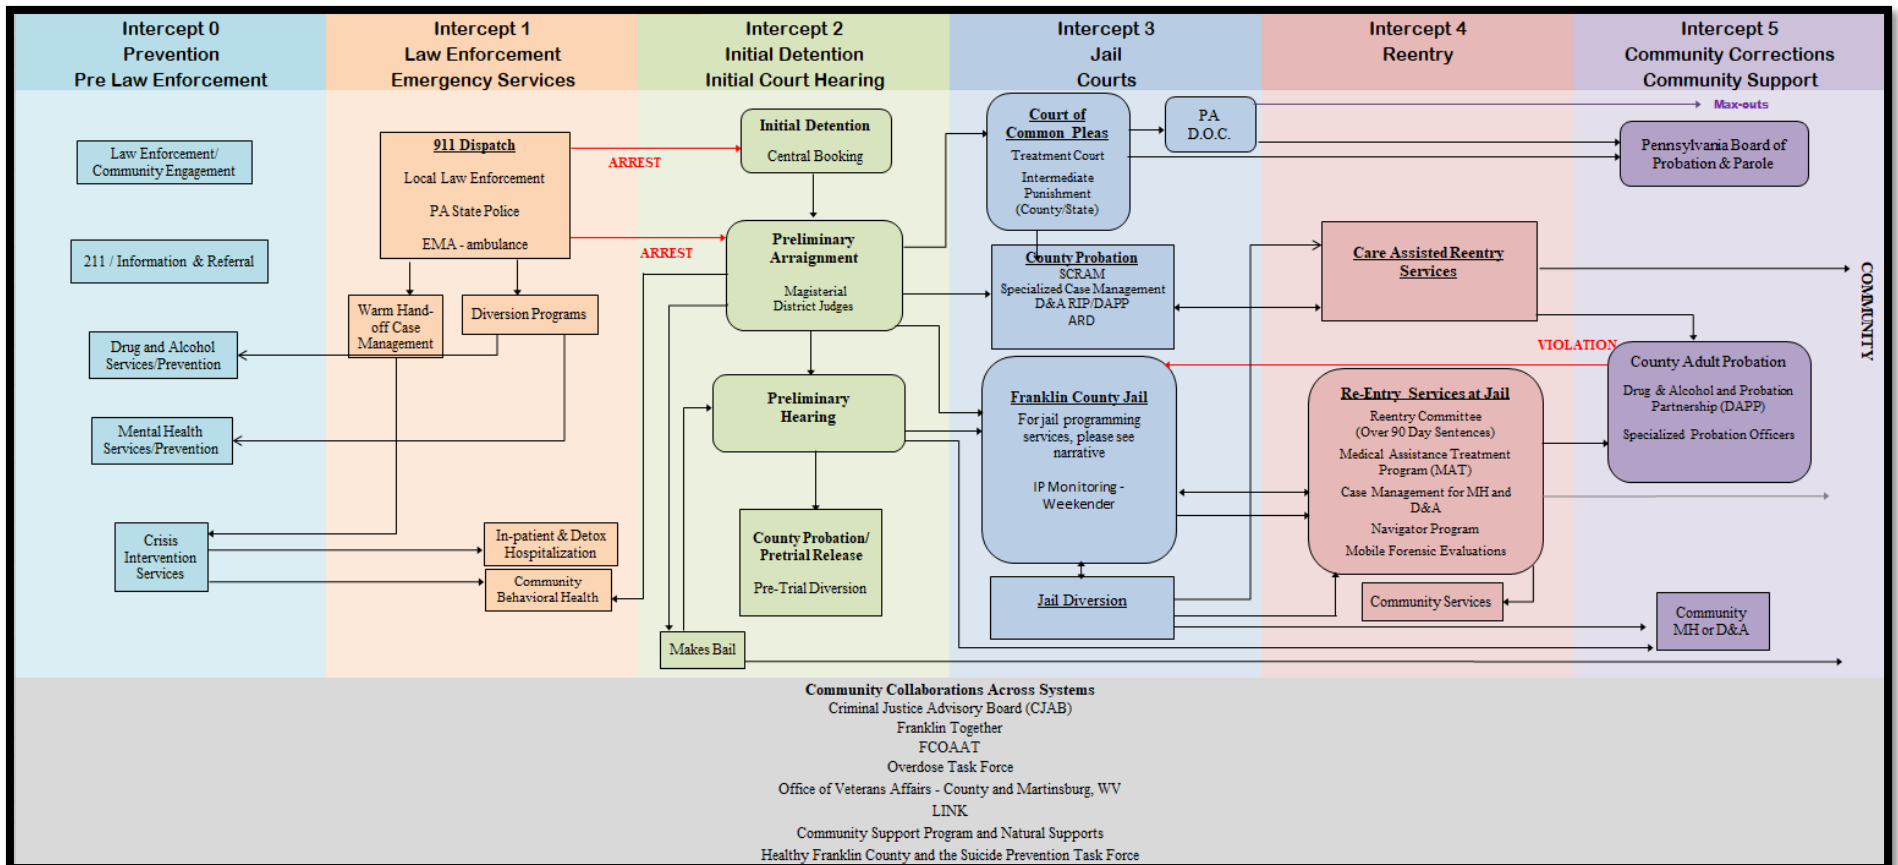 Intercept 0
Prevention
Pre Law Enforcement
Intercept 1
Law Enforcement
Emergency Services
Intercept 2
Initial Detention
Initial Court Hearing
Intercept 3
Jail
Courts
Intercept 4
Reentry
Intercept 5
Community Corrections
Community Support
Law Enforcement/
Community Engagement
211 / Information & Referral
Drug and Alcohol
Services/Prevention
Mental Health
Services/Prevention
Crisis
Intervention
Services
911 Dispatch
Local Law Enforcement
PA State Police
EMA - ambulance
ARREST
ARREST
Warm Hand-
off Case
Management
Diversion Programs
In-patient & Detox
Hospitalization
Community
Behavioral Health
Initial Detention
Central Booking
Preliminary
Arraignment
Magisterial
District Judges
Preliminary
Hearing
County Probation/
Pretrial Release
Pre-Trial Diversion
Makes Bail
Court of
Common Pleas
Treatment Court
Intermediate
Punishment
(County/State)
PA
D.O.C.
County Probation
SCRAM
Specialized Case Management
D&A RIP/DAPP
ARD
Franklin County Jail
For jail programming
services, please see
narrative
IP Monitoring -
Weekender
Jail Diversion
Care Assisted Reentry
Services
VIOLATION
Re-Entry Services at Jail
Reentry Committee
(Over 90 Day Sentences)
Medical Assistance Treatment
Program (MAT)
Case Management for MH and
D&A
Navigator Program
Mobile Forensic Evaluations
Community Services
Max-outs
Pennsylvania Board of
Probation & Parole
County Adult Probation
Drug & Alcohol and Probation
Partnership (DAPP)
Specialized Probation Officers
Community
MH or D&A
COMMUNITY
Community Collaborations Across Systems
Criminal Justice Advisory Board (CJAB)
Franklin Together
FCOAAT
Overdose Task Force
Office of Veterans Affairs - County and Martinsburg, WV
LINK
Community Support Program and Natural Supports
Healthy Franklin County and the Suicide Prevention Task Force